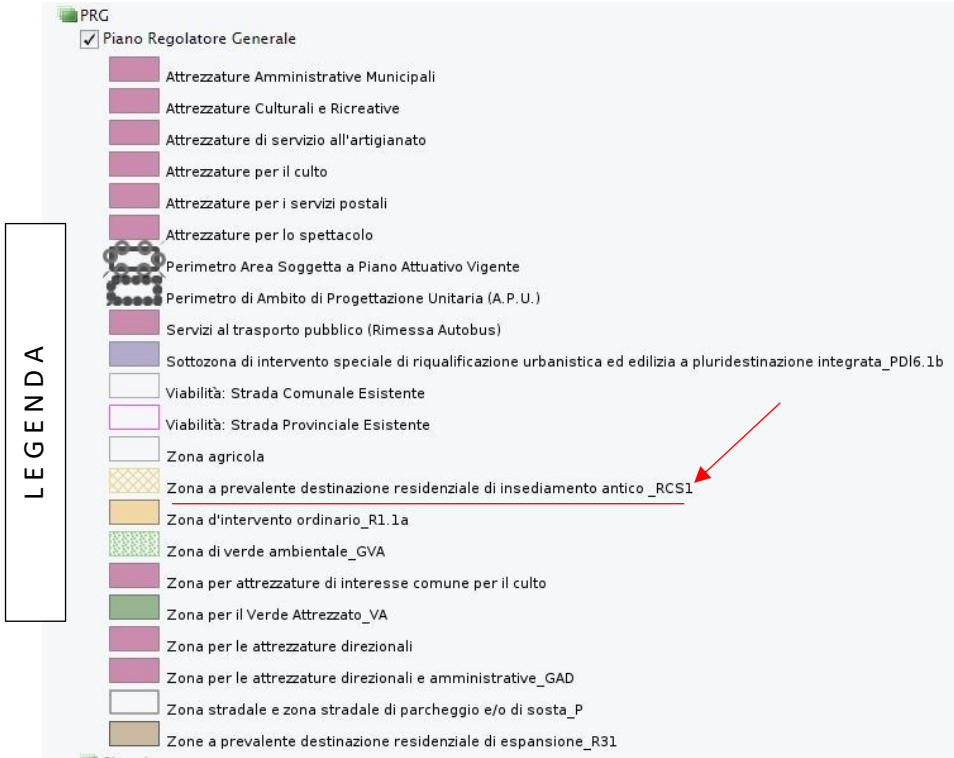 PRG
Piano Regolatore Generale
Attrezzature Amministrative Municipali
Attrezzature Culturali e Ricreative
Attrezzature di servizio all'artigianato
Attrezzature per il culto
Attrezzature per i servizi postali
Attrezzature per lo spettacolo
Perimetro Area Soggetta a Piano Attuativo Vigente
Perimetro di Ambito di Progettazione Unitaria (A.P.U.)
Servizi al trasporto pubblico (Rimessa Autobus)
Sottozona di intervento speciale di riqualificazione urbanistica ed edilizia a pluridestinazione integrata_PDl6.1b
Viabilità: Strada Comunale Esistente
Viabilità: Strada Provinciale Esistente
Zona agricola
Zona a prevalente destinazione residenziale di insediamento antico _RCS1
Zona d'intervento ordinario_R1.1a
Zona di verde ambientale_GVA
Zona per attrezzature di interesse comune per il culto
Zona per il Verde Attrezzato_VA
Zona per le attrezzature direzionali
Zona per le attrezzature direzionali e amministrative_GAD
Zona stradale e zona stradale di parcheggio e/o di sosta_P
Zone a prevalente destinazione residenziale di espansione_R31
LEGENDA